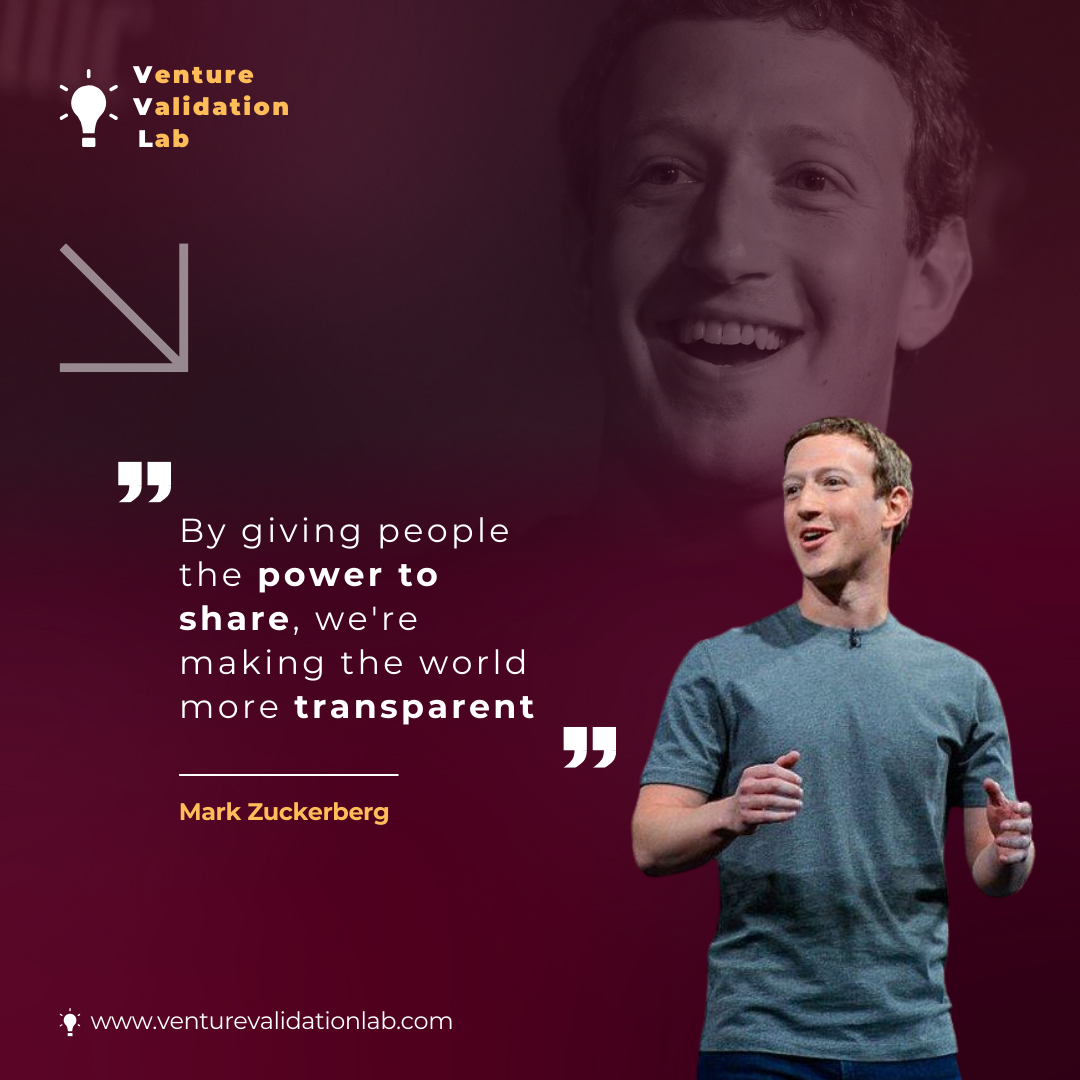 Venture
Validation
Lab
”
By giving people
the power to
share, we're
making the world
more transparent
”
Mark Zuckerberg
www.venturevalidationlab.com